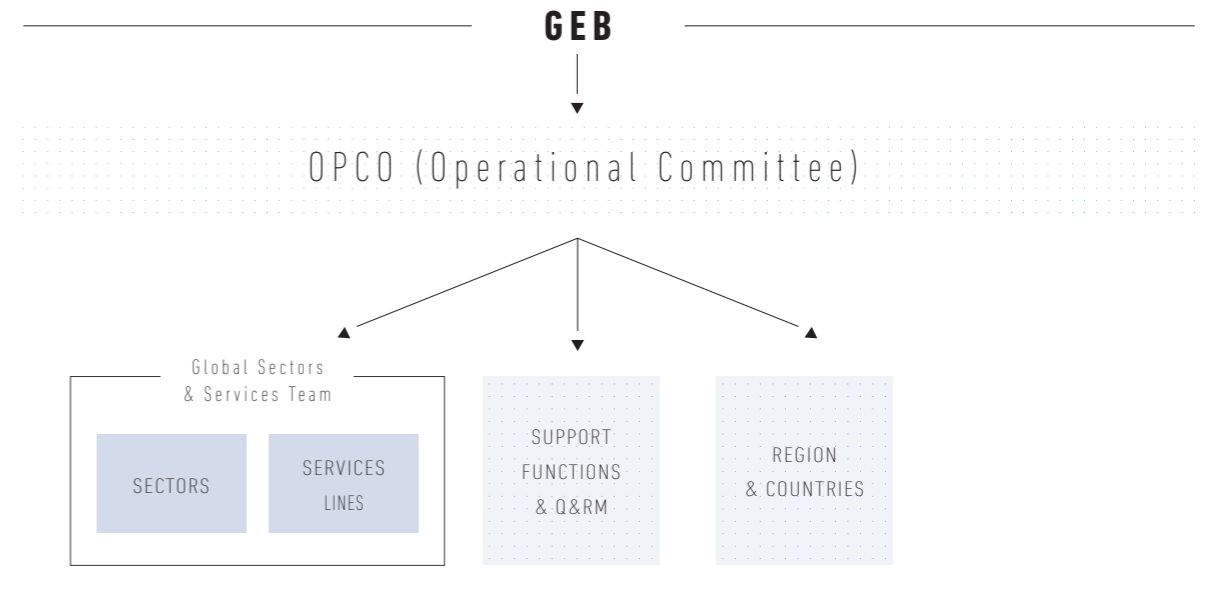 GEB
OPCO (Operational Committee)
Global Sectors
& Services Team
SECTORS
SERVICES
LINES
SUPPORT
FUNCTIONS
& Q&RM
REGION
& COUNTRIES